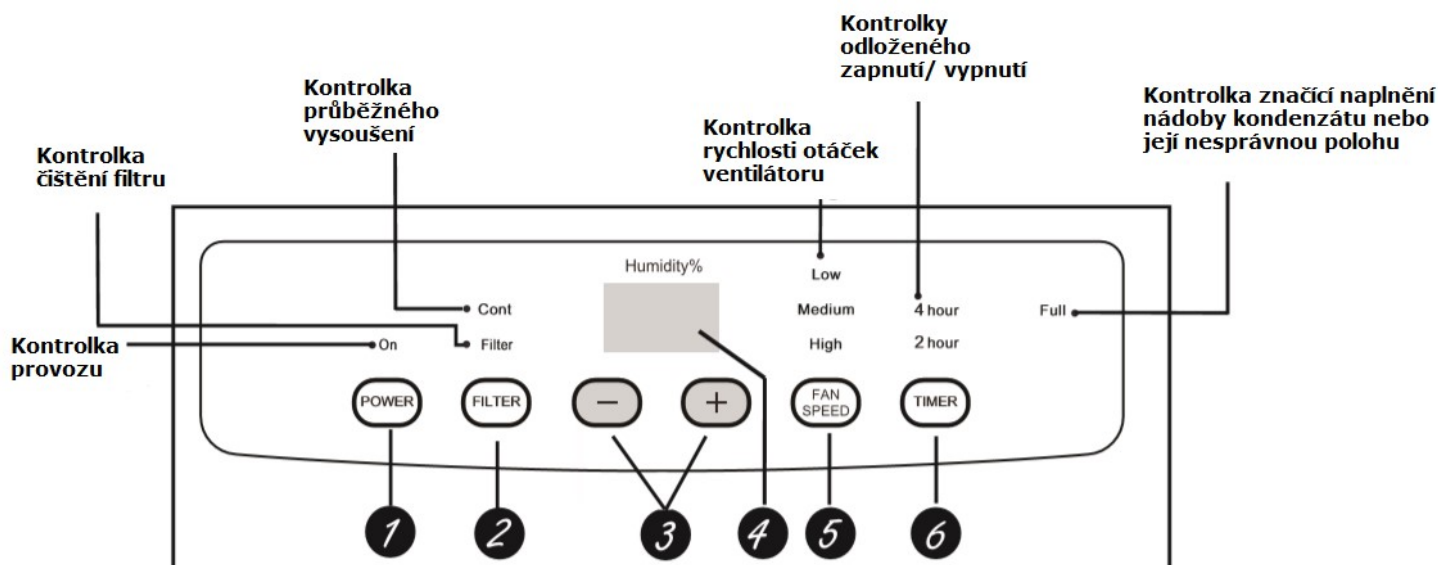 Kontrolky
odloženého
zapnutí/ vypnutí
Kontrolka
průběžného
vysoušení
Kontrolka značící naplnění
nádoby kondenzátu nebo
její nesprávnou polohu
Kontrolka
rychlosti otáček
ventilátoru
Kontrolka
čištění filtru
Humidity%
Low
Cont
Medium
4 hour
Full
Kontrolka
provozu
On
Filter
High
2 hour
POWER
FILTER
−
+
FAN
SPEED
TIMER
1
2
3
4
5
6